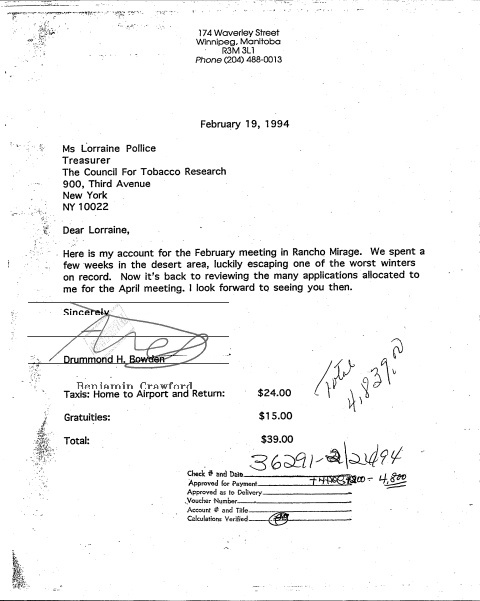 174 Waverley Street
Winnipeg, Manitoba
R3M 3L1
Phone (204) 488-0013
February 19, 1994
Ms Lorraine Pollice
Treasurer
The Council For Tobacco Research
900, Third Avenue
New York
NY 10022
Dear Lorraine,
Here is my account for the February meeting in Rancho Mirage. We spent a
few weeks in the desert area, luckily escaping one of the worst winters
on record. Now it's back to reviewing the many applications allocated to
me for the April meeting. I look forward to seeing you then.
Sincerely
Drummond H. Bowden
Benjamin Crawford
Taxis: Home to Airport and Return: $24.00
Gratuities: $15.00
Total: $39.00
Total
4,839.00
36291-2/21/94
Check # and Date
Approved for Payment 4,800
Approved as to Delivery
Voucher Number
Account # and Title
Calculations Verified